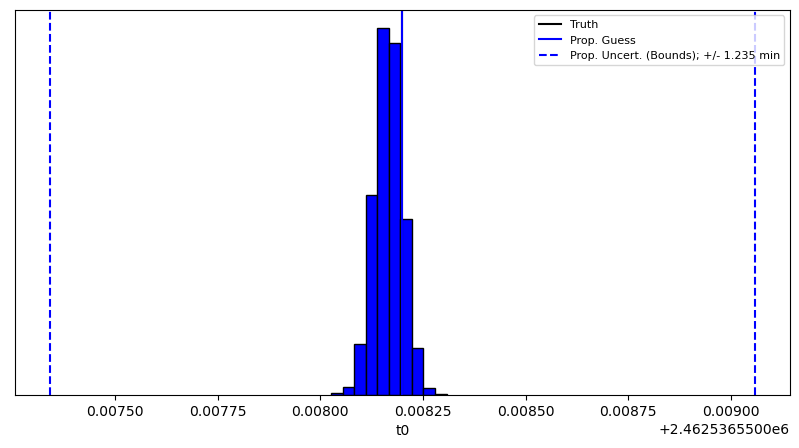 Truth
Prop. Guess
Prop. Uncert. (Bounds); +/- 1.235 min
0.00750 0.00775 0.00800 0.00825 0.00850 0.00875 0.00900
t0 +2.4625365500e6